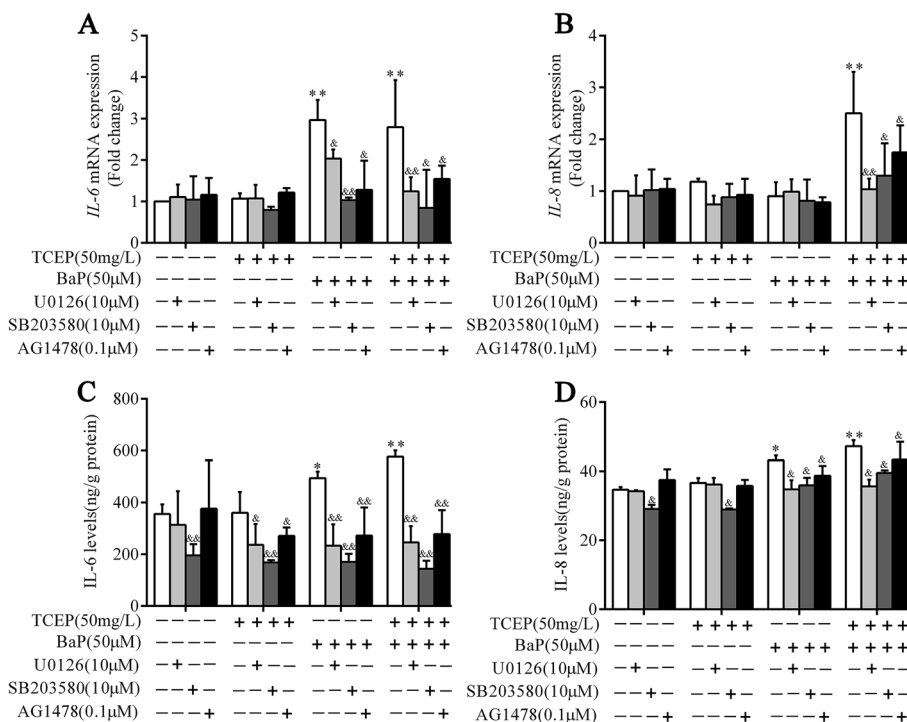 A
IL-6 mRNA expression
(Fold change)
5
4
3
2
1
0
** & && & ** && & &
TCEP(50mg/L) — — — — + + + + — — — — + + + +
BaP(50μM) — — — — — — — — + + + + + + + +
U0126(10μM) — + — — — + — — — + — — — + — —
SB203580(10μM) — — + — — — + — — — + — — — + —
AG1478(0.1μM) — — — + — — — + — — — + — — — +
B
IL-8 mRNA expression
(Fold change)
4
3
2
1
0
** && & &
TCEP(50mg/L) — — — — + + + + — — — — + + + +
BaP(50μM) — — — — — — — — + + + + + + + +
U0126(10μM) — + — — — + — — — + — — — + — —
SB203580(10μM) — — + — — — + — — — + — — — + —
AG1478(0.1μM) — — — + — — — + — — — + — — — +
C
IL-6 levels(ng/g protein)
800
600
400
200
0
&& & && & * && && && ** && && &&
TCEP(50mg/L) — — — — + + + + — — — — + + + +
BaP(50μM) — — — — — — — — + + + + + + + +
U0126(10μM) — + — — — + — — — + — — — + — —
SB203580(10μM) — — + — — — + — — — + — — — + —
AG1478(0.1μM) — — — + — — — + — — — + — — — +
D
IL-8 levels(ng/g protein)
60
40
20
0
& & * & & & ** & & &
TCEP(50mg/L) — — — — + + + + — — — — + + + +
BaP(50μM) — — — — — — — — + + + + + + + +
U0126(10μM) — + — — — + — — — + — — — + — —
SB203580(10μM) — — + — — — + — — — + — — — + —
AG1478(0.1μM) — — — + — — — + — — — + — — — +